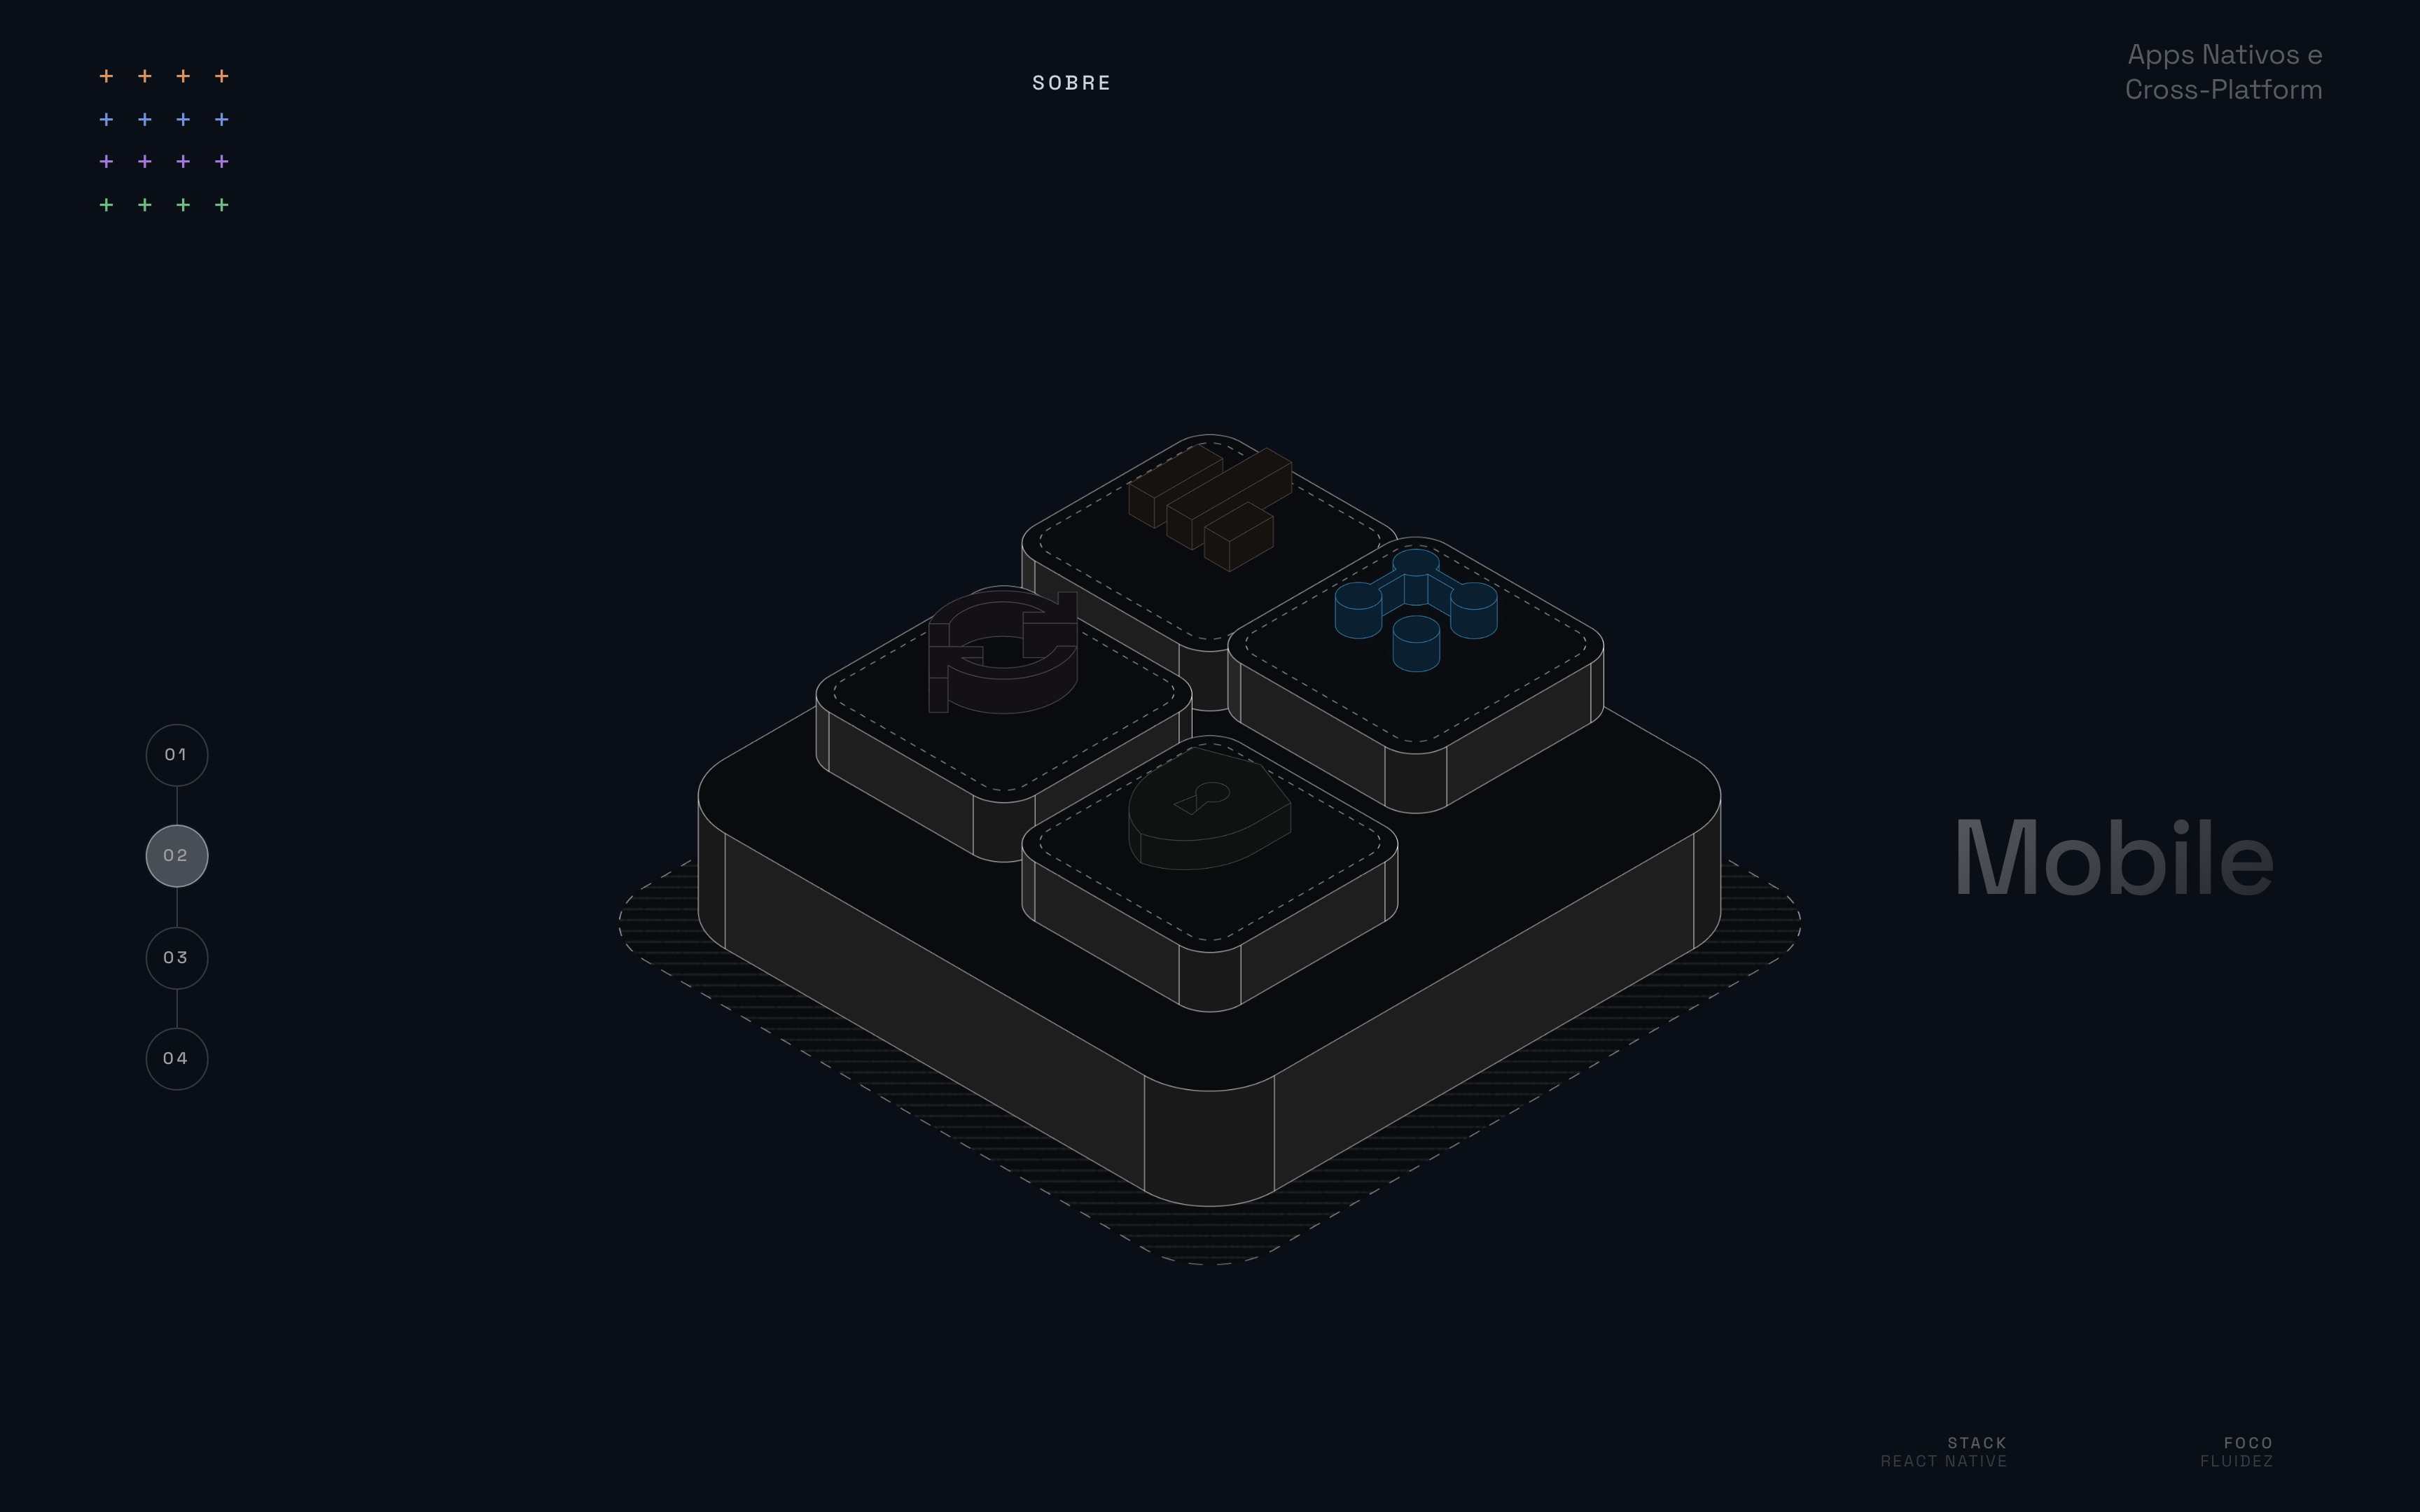 SOBRE
Apps Nativos e
Cross-Platform
01
02
03
04
Mobile
STACK
REACT NATIVE
FOCO
FLUIDEZ